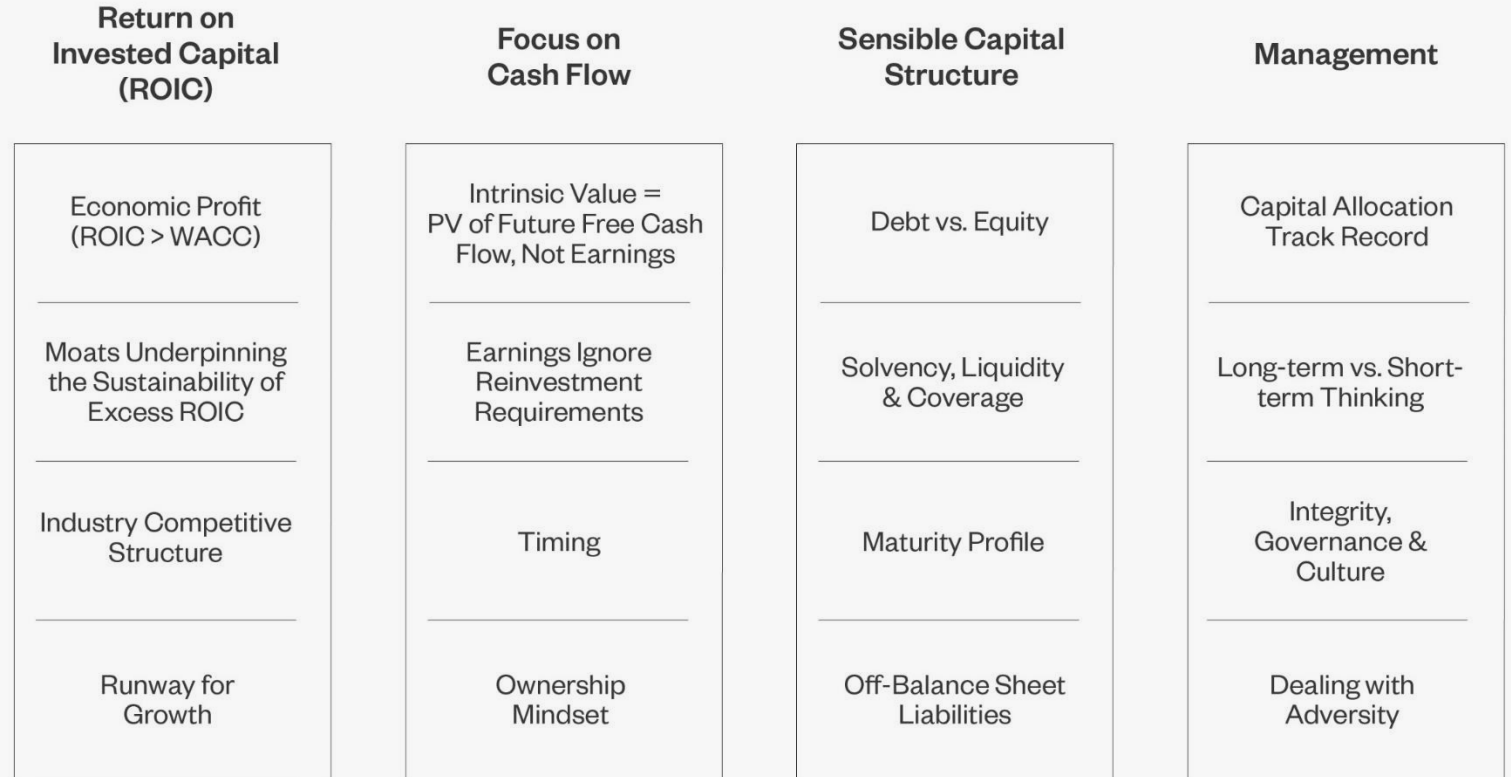 Return on
Invested Capital
(ROIC)
Focus on
Cash Flow
Sensible Capital
Structure
Management
Economic Profit
(ROIC > WACC)
Moats Underpinning
the Sustainability of
Excess ROIC
Industry Competitive
Structure
Runway for
Growth
Intrinsic Value =
PV of Future Free Cash
Flow, Not Earnings
Earnings Ignore
Reinvestment
Requirements
Timing
Ownership
Mindset
Debt vs. Equity
Solvency, Liquidity
& Coverage
Maturity Profile
Off-Balance Sheet
Liabilities
Capital Allocation
Track Record
Long-term vs. Short-
term Thinking
Integrity,
Governance &
Culture
Dealing with
Adversity